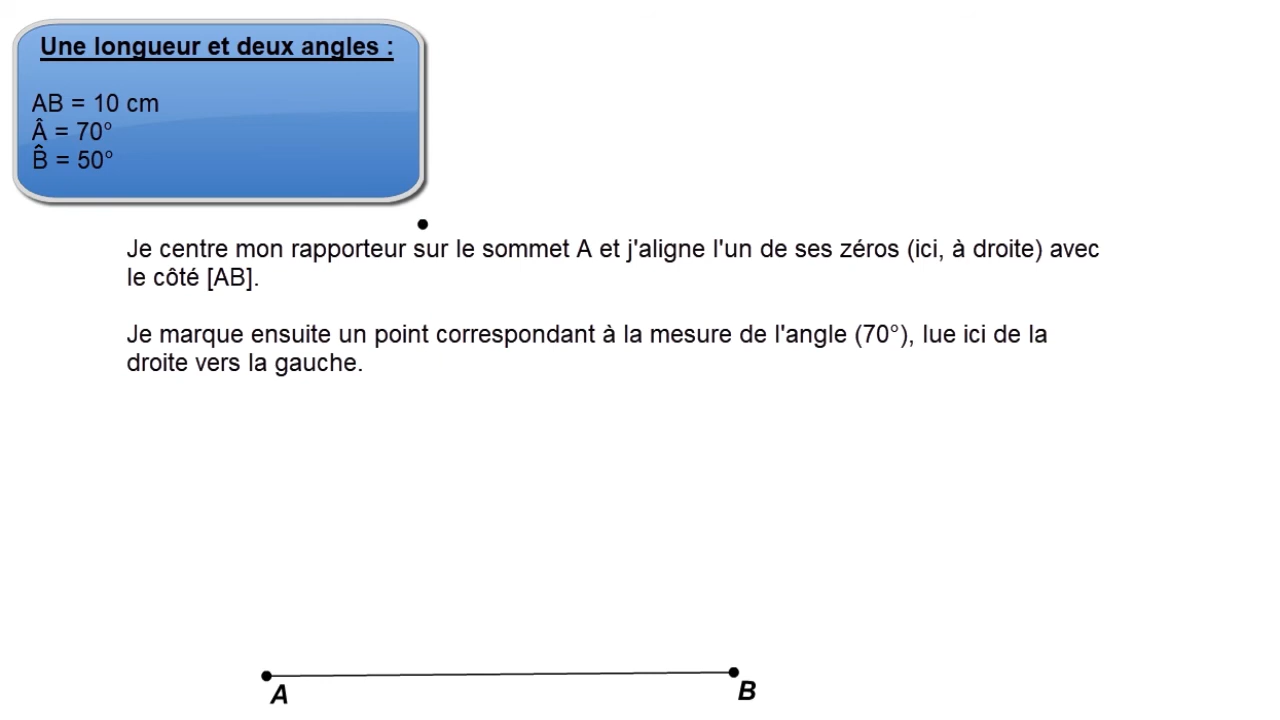 Une longueur et deux angles :
AB = 10 cm
Â = 70°
B̂ = 50°
Je centre mon rapporteur sur le sommet A et j'aligne l'un de ses zéros (ici, à droite) avec
le côté [AB].
Je marque ensuite un point correspondant à la mesure de l'angle (70°), lue ici de la
droite vers la gauche.
A
B